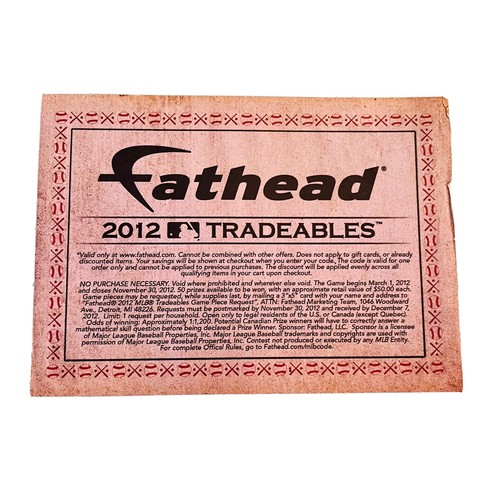 Fathead®
2012 TRADEABLES™
*Valid only at www.fathead.com. Cannot be combined with other offers. Does not apply to gift cards, or already
discounted items. Your savings will be shown at checkout when you enter your code. The code is valid for one
order only and cannot be applied to previous purchases. The discount will be applied evenly across all
qualifying items in your cart upon checkout.
NO PURCHASE NECESSARY. Void where prohibited and wherever else void. The Game begins March 1, 2012
and closes November 30, 2012. 50 prizes available to be won, with an approximate retail value of $50.00 each.
Game pieces may be requested, while supplies last, by mailing a 3"x5" card with your name and address to
"Fathead® 2012 MLB® Tradeables Game Piece Request", ATTN: Fathead Marketing Team, 1046 Woodward
Ave., Detroit, MI 48226. Requests must be postmarked by November 30, 2012 and received by December 7,
2012. Limit: 1 request per household. Open only to legal residents of the U.S. or Canada (except Quebec).
Odds of winning: Approximately 1:1,200. Potential Canadian Prize winners will have to correctly answer a
mathematical skill question before being declared a Prize Winner. Sponsor: Fathead, LLC. Sponsor is a licensee
of Major League Baseball Properties, Inc. Major League Baseball trademarks and copyrights are used with
permission of Major League Baseball Properties, Inc. Contest not produced or executed by any MLB Entity.
For complete Offical Rules, go to Fathead.com/mlbcode.